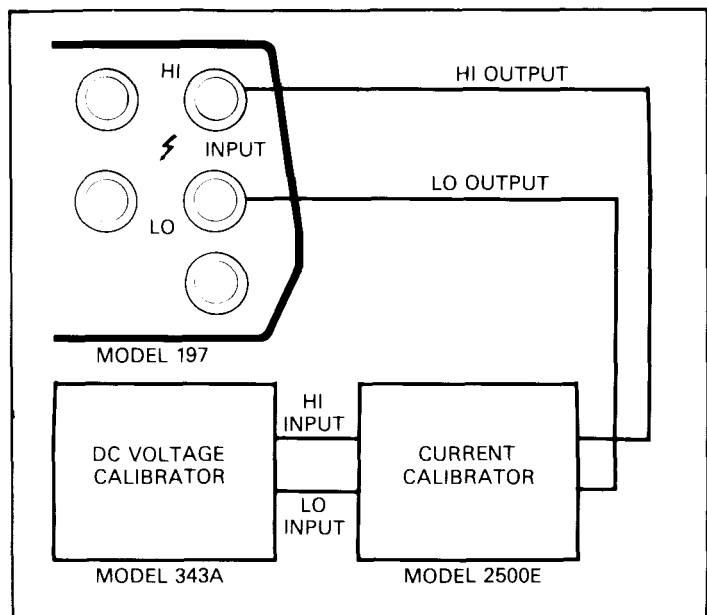 HI
HI OUTPUT
INPUT
LO OUTPUT
LO
MODEL 197
HI
INPUT
DC VOLTAGE
CALIBRATOR
CURRENT
CALIBRATOR
LO
INPUT
MODEL 343A
MODEL 2500E